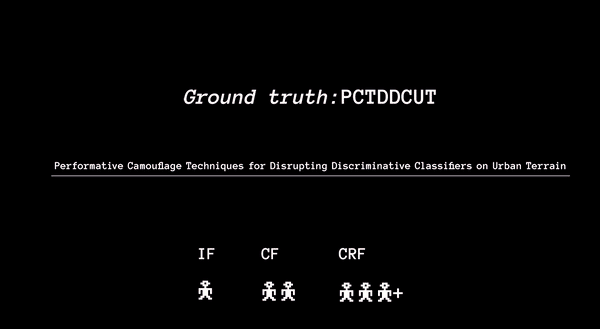 Ground truth:PCTDDCUT
Performative Camouflage Techniques for Disrupting Discriminative Classifiers on Urban Terrain
IF CF CRF
+